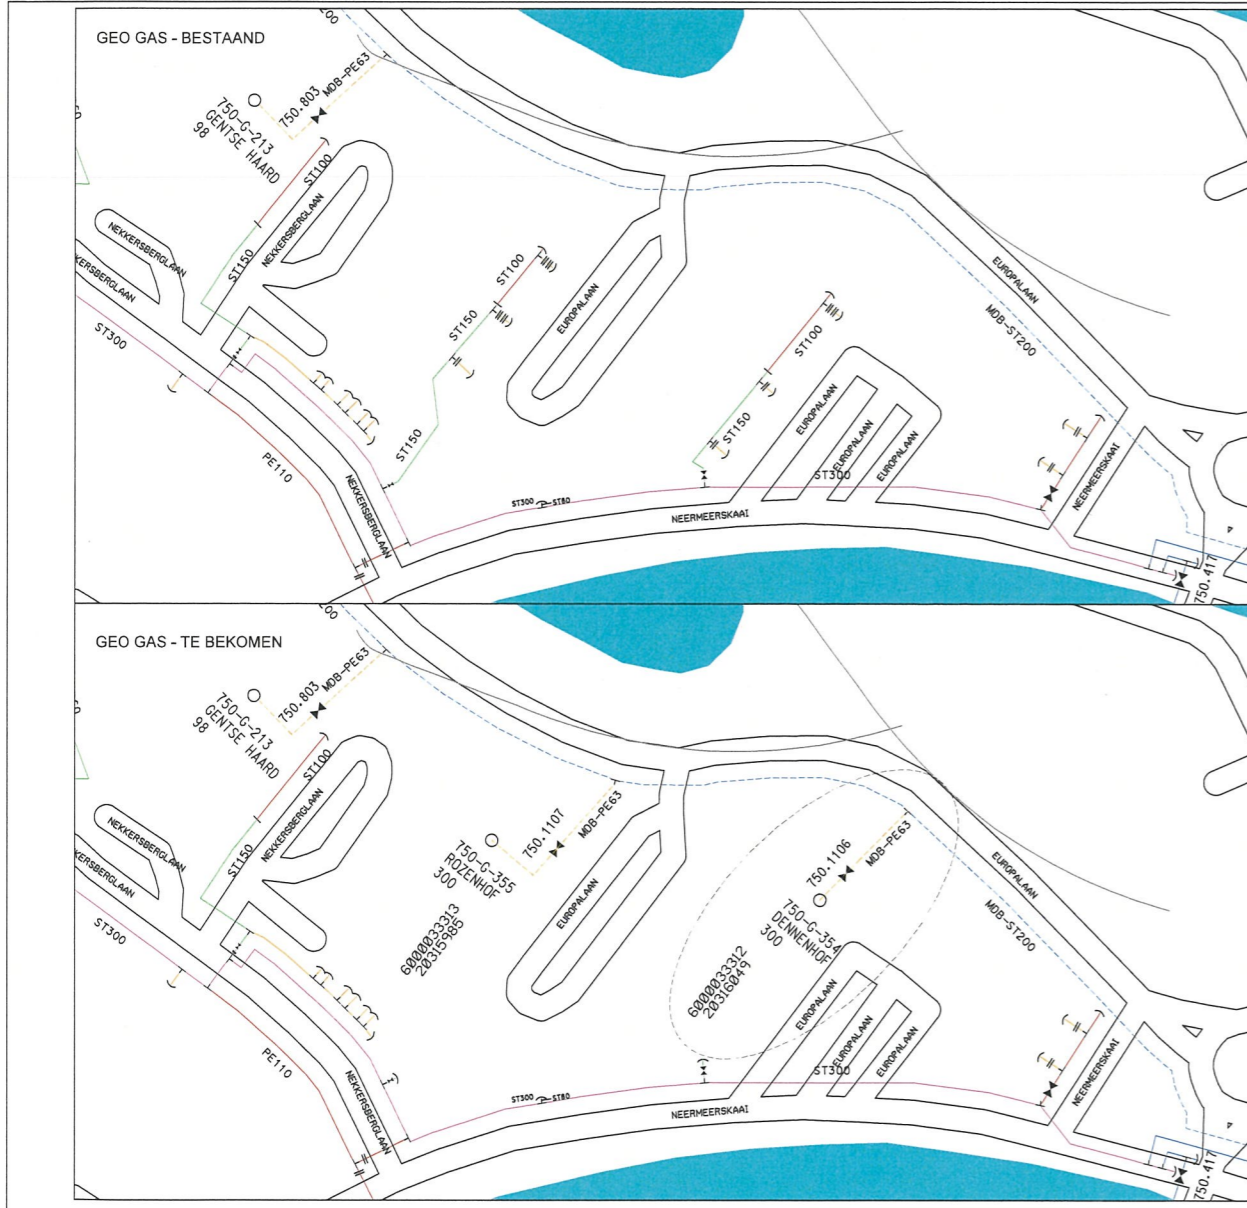 GEO GAS - BESTAAND
200
750.803
MDB-PE63
750-G-213
GENTSE HAARD
98
ST100
NEKKERSBERGLAAN
NEKKERSBERGLAAN
KERSBERGLAAN
ST150
ST300
ST100
ST150
EUROPALAAN
ST150
PE110
NEKKERSBERGLAAN
EUROPALAAN
MDB-ST200
ST100
ST150
EUROPALAAN
EUROPALAAN
EUROPALAAN
ST300
ST300
ST80
NEERMEERSKAAI
NEERMEERSKAAI
750.417
GEO GAS - TE BEKOMEN
200
750.803
MDB-PE63
750-G-213
GENTSE HAARD
98
ST100
NEKKERSBERGLAAN
NEKKERSBERGLAAN
KERSBERGLAAN
ST150
ST300
750.1107
MDB-PE63
750-G-355
ROZENHOF
300
6000033313
20315985
EUROPALAAN
PE110
NEKKERSBERGLAAN
750.1106
MDB-PE63
750-G-354
DENNENHOF
300
6000033312
20316049
EUROPALAAN
MDB-ST200
EUROPALAAN
EUROPALAAN
EUROPALAAN
ST300
ST300
ST80
NEERMEERSKAAI
NEERMEERSKAAI
750.417